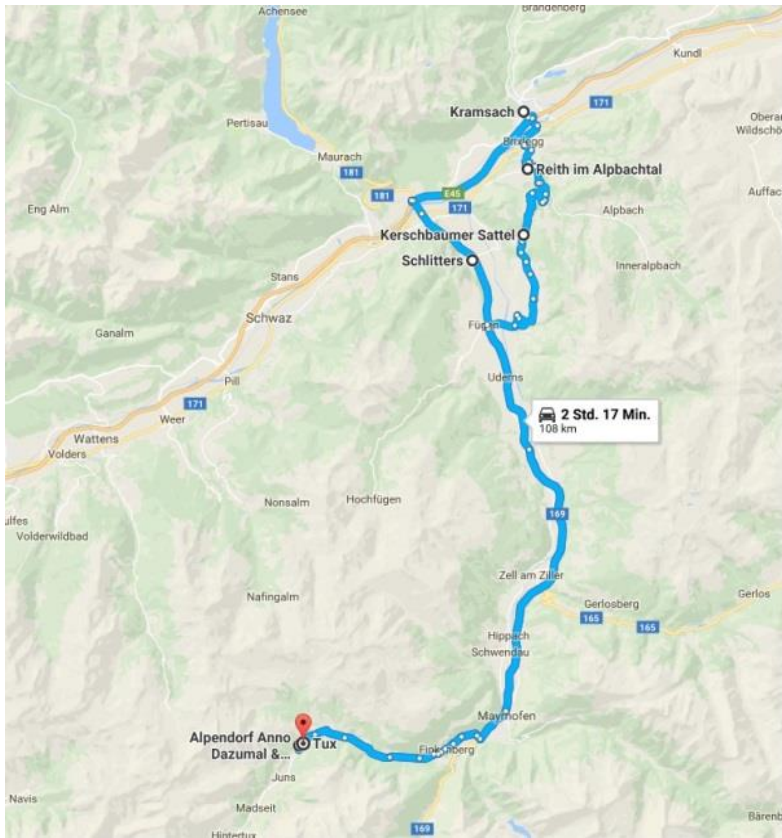 Achensee
Brandenberg
Kundl
171
Kramsach
Pertisau
Brixlegg
Oberau
Wildschö
Maurach
181
Reith im Alpbachtal
E45
181
171
Eng Alm
Alpbach
Auffac
Kerschbaumer Sattel
Schlitters
Inneralpbach
Stans
Schwaz
Fügen
Ganalm
Uderns
Pill
171
Weer
2 Std. 17 Min.
108 km
Wattens
Volders
Hochfügen
Nonsalm
169
ulfes
Volderwildbad
Zell am Ziller
Nafingalm
Gerlosberg
Gerlos
165
165
Hippach
Schwendau
Mayrhofen
Alpendorf Anno
Dazumal &...
Tux
Finkenberg
Juns
Navis
Madseit
Hintertux
169
Bärenb